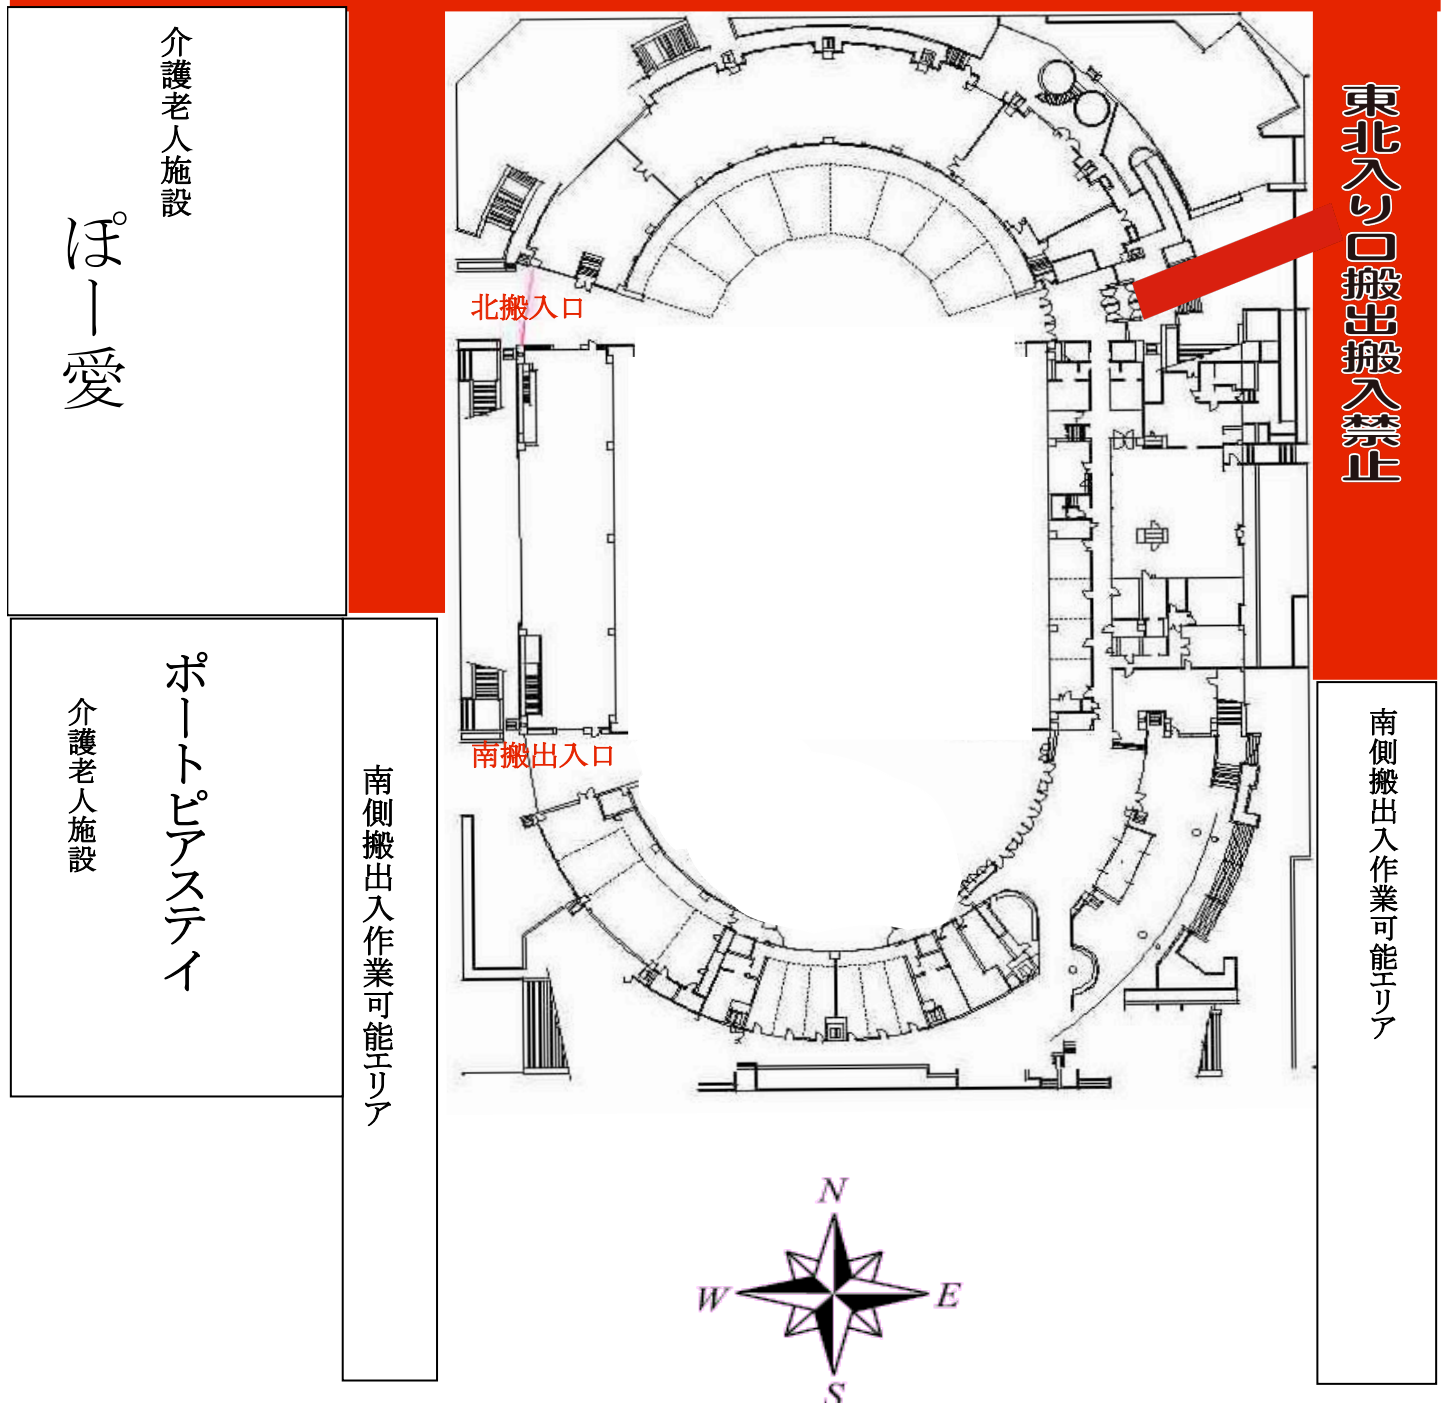 介護老人施設
ぽー愛
東北入り口搬出搬入禁止
北搬入口
南搬出入口
ポートピアステイ
介護老人施設
南側搬出入作業可能エリア
南側搬出入作業可能エリア
N
W
E
S